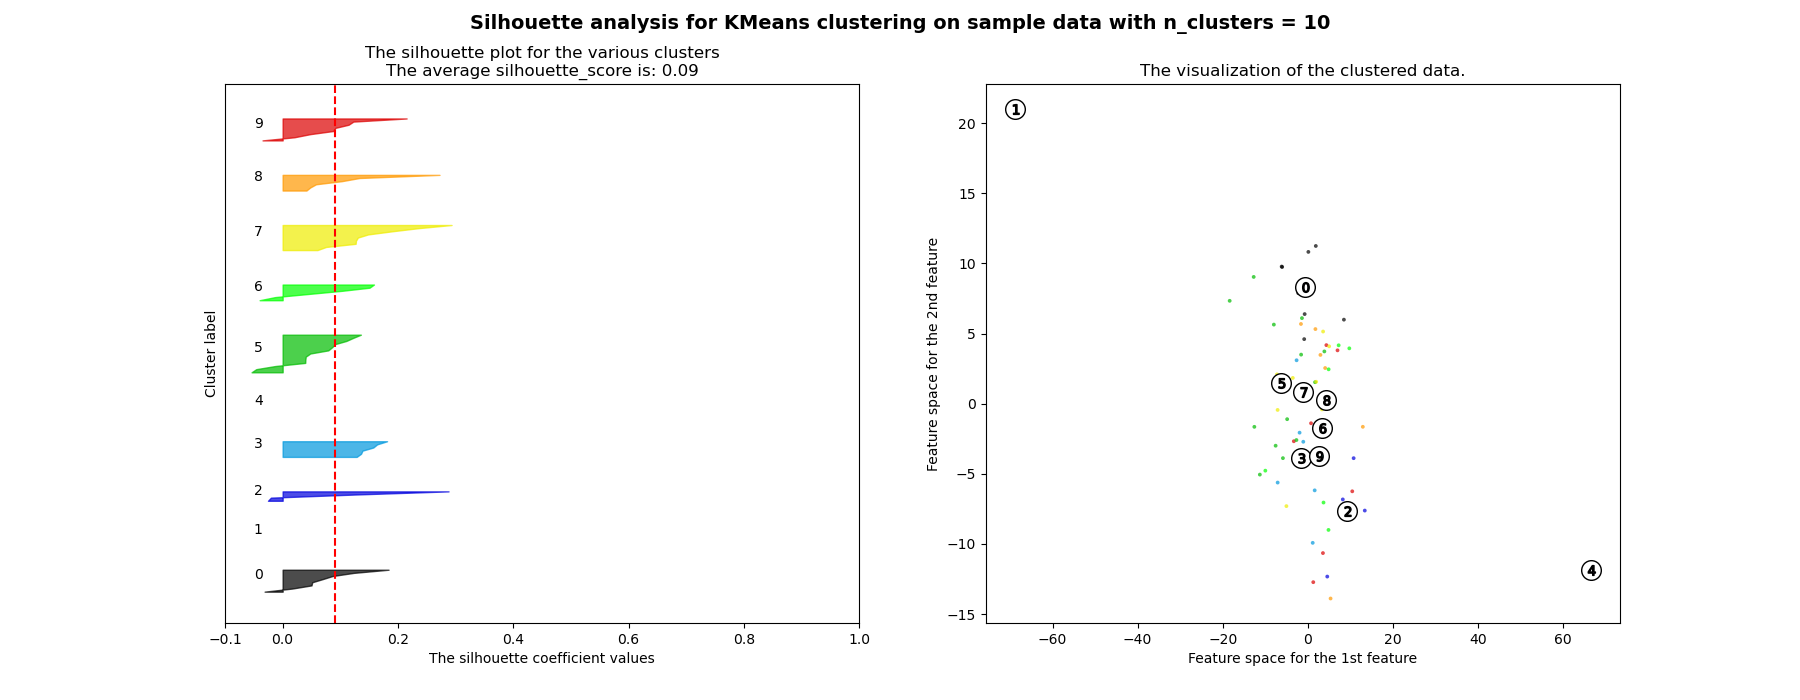 Silhouette analysis for KMeans clustering on sample data with n_clusters = 10
The silhouette plot for the various clusters
The average silhouette_score is: 0.09
9
8
7
6
5
4
3
2
1
0
Cluster label
−0.1 0.0 0.2 0.4 0.6 0.8 1.0
The silhouette coefficient values
The visualization of the clustered data.
20
15
10
5
0
−5
−10
−15
Feature space for the 2nd feature
1
0
5
7
8
6
3
9
2
4
−60 −40 −20 0 20 40 60
Feature space for the 1st feature